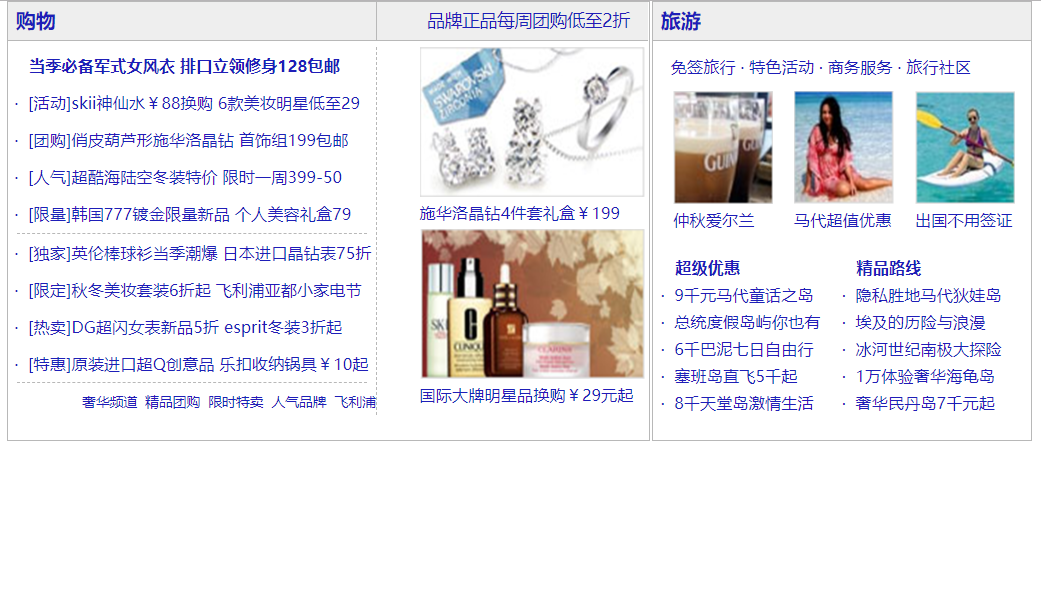 购物
品牌正品每周团购低至2折
当季必备军式女风衣 排口立领修身128包邮
· [活动]skii神仙水￥88换购 6款美妆明星低至29
· [团购]俏皮葫芦形施华洛晶钻 首饰组199包邮
· [人气]超酷海陆空冬装特价 限时一周399-50
· [限量]韩国777镀金限量新品 个人美容礼盒79
· [独家]英伦棒球衫当季潮爆 日本进口晶钻表75折
· [限定]秋冬美妆套装6折起 飞利浦亚都小家电节
· [热卖]DG超闪女表新品5折 esprit冬装3折起
· [特惠]原装进口超Q创意品 乐扣收纳锅具￥10起
奢华频道 精品团购 限时特卖 人气品牌 飞利浦
SWAROVSKI
ZIRCONIA
施华洛晶钻4件套礼盒￥199
CLINIQUE
CLARINS
国际大牌明星品换购￥29元起
旅游
免签旅行 · 特色活动 · 商务服务 · 旅行社区
GUIN
仲秋爱尔兰
马代超值优惠
出国不用签证
超级优惠
· 9千元马代童话之岛
· 总统度假岛屿你也有
· 6千巴泥七日自由行
· 塞班岛直飞5千起
· 8千天堂岛激情生活
精品路线
· 隐私胜地马代狄娃岛
· 埃及的历险与浪漫
· 冰河世纪南极大探险
· 1万体验奢华海龟岛
· 奢华民丹岛7千元起